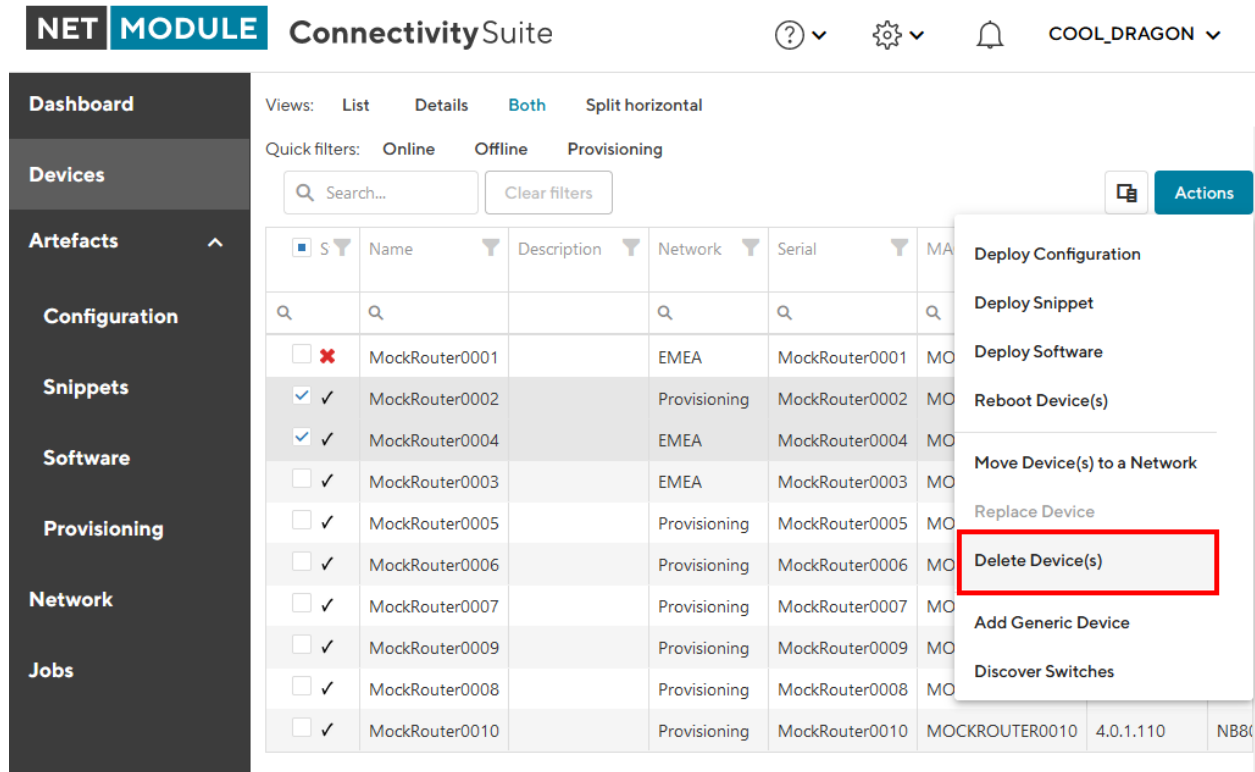 NET MODULE Connectivity Suite COOL_DRAGON
Dashboard
Devices
Artefacts
Configuration
Snippets
Software
Provisioning
Network
Jobs
Views: List Details Both Split horizontal
Quick filters: Online Offline Provisioning
Search... Clear filters Actions
S Name Description Network Serial MA
MockRouter0001 EMEA MockRouter0001 MO
MockRouter0002 Provisioning MockRouter0002 MO
MockRouter0004 EMEA MockRouter0004 MO
MockRouter0003 EMEA MockRouter0003 MO
MockRouter0005 Provisioning MockRouter0005 MO
MockRouter0006 Provisioning MockRouter0006 MO
MockRouter0007 Provisioning MockRouter0007 MO
MockRouter0009 Provisioning MockRouter0009 MO
MockRouter0008 Provisioning MockRouter0008 MO
MockRouter0010 Provisioning MockRouter0010 MOCKROUTER0010 4.0.1.110 NB80
Deploy Configuration
Deploy Snippet
Deploy Software
Reboot Device(s)
Move Device(s) to a Network
Replace Device
Delete Device(s)
Add Generic Device
Discover Switches